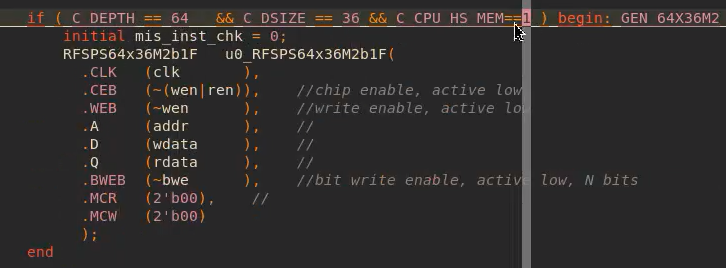 if ( C_DEPTH == 64   && C_DSIZE == 36 && C_CPU_HS_MEM==1 ) begin: GEN_64X36M2
initial mis_inst_chk = 0;
RFSPS64x36M2b1F   u0_RFSPS64x36M2b1F(
.CLK   (clk       ),
.CEB   (~(wen|ren)),    //chip enable, active low
.WEB   (~wen      ),    //write enable, active low
.A     (addr      ),    //
.D     (wdata     ),    //
.Q     (rdata     ),    //
.BWEB  (~bwe      ),    //bit write enable, active low, N bits
.MCR   (2'b00),    //
.MCW   (2'b00)
);
end